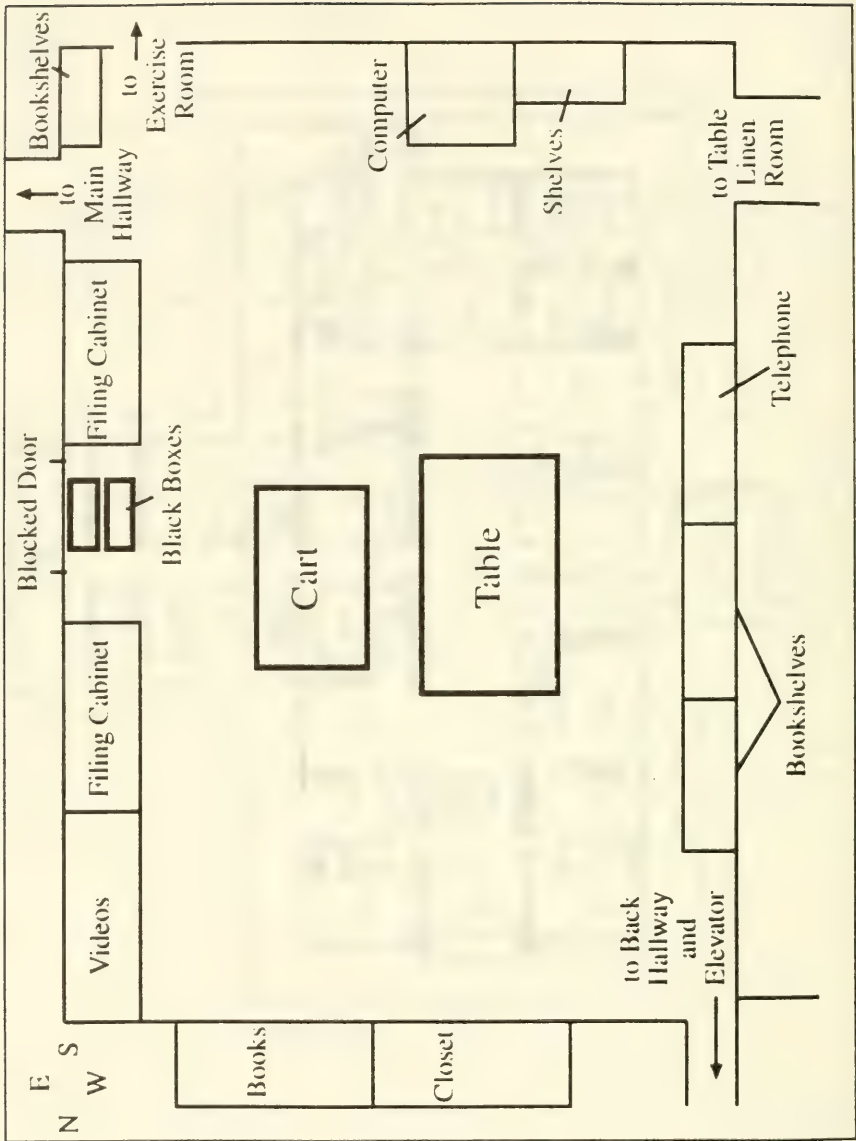 E
N S
W
Blocked Door
Bookshelves
to
Main
Hallway
to
Exercise
Room
Videos
Filing Cabinet
Filing Cabinet
Black Boxes
Books
Cart
Computer
Closet
Table
Shelves
to Back
Hallway
and
Elevator
to Table
Linen
Room
Bookshelves
Telephone